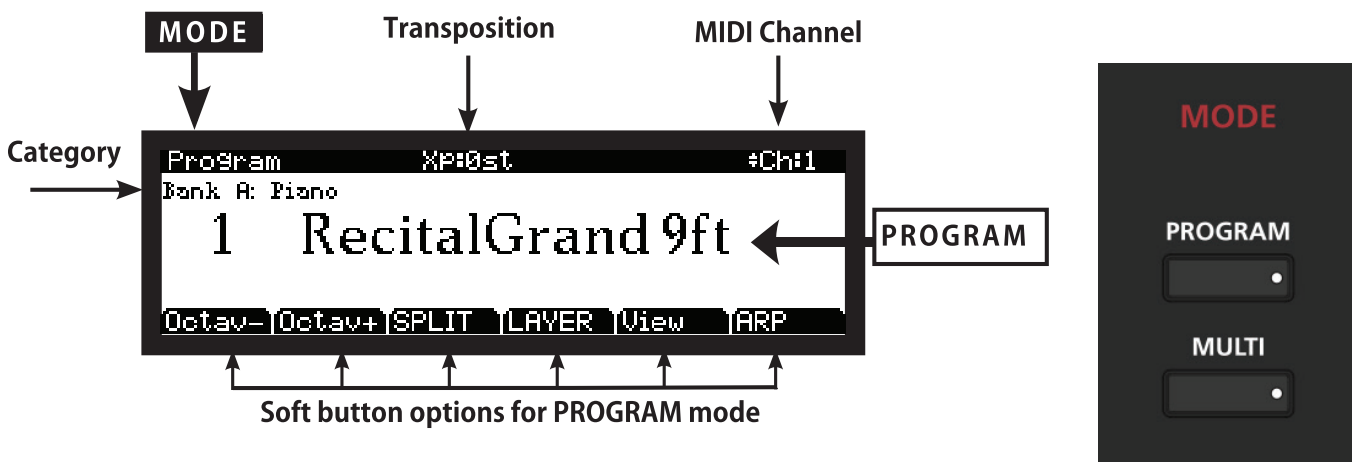 MODE
Transposition
MIDI Channel
Category
Program Xp:0st Ch:1
Bank A: Piano
1 RecitalGrand 9ft
PROGRAM
Octav- Octav+ SPLIT LAYER View ARP
Soft button options for PROGRAM mode
MODE
PROGRAM
MULTI